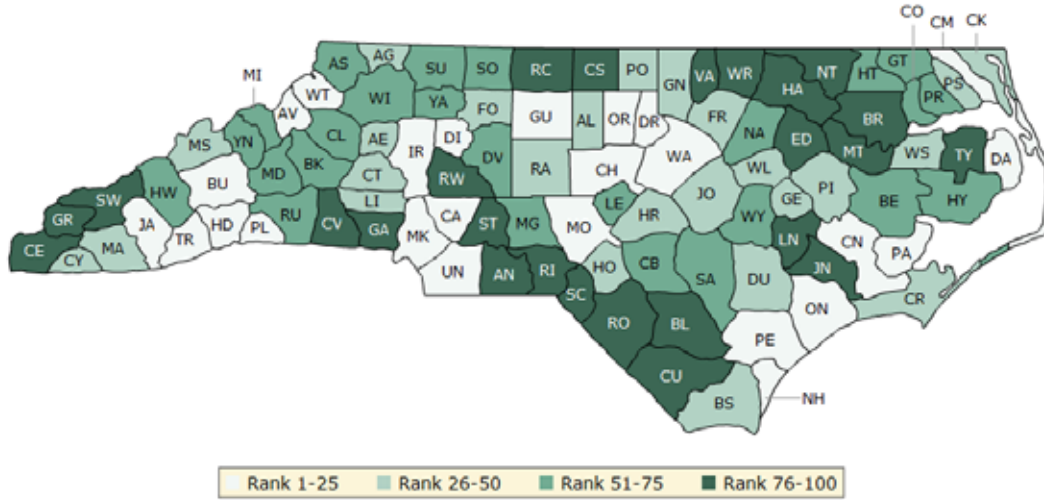 CO CM CK
AS AG SU SO RC CS PO GN VA WR NT HT GT
MI WT WI YA FO HA PS
AV GU AL OR DR FR BR PR
MS YN CL AE IR DI DV NA ED MT WS TY DA
MD BK CT RA CH WA WL
SW HW BU LI RW JO GE PI BE HY
GR JA HD RU CV GA CA ST MG LE HR WY
CE MA TR PL MK MO LN CN PA
CY UN AN RI HO CB SA DU JN CR
SC ON
RO BL PE
CU
BS NH
Rank 1-25 Rank 26-50 Rank 51-75 Rank 76-100